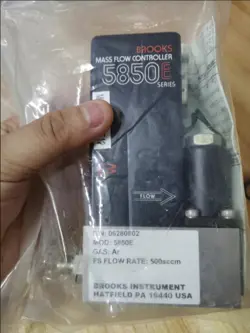 BROOKS
MASS FLOW CONTROLLER
5850E
SERIES
FLOW
MOD: 5850E
GAS: Ar
FS FLOW RATE: 500sccm
BROOKS INSTRUMENT
HATFIELD PA 19440 USA